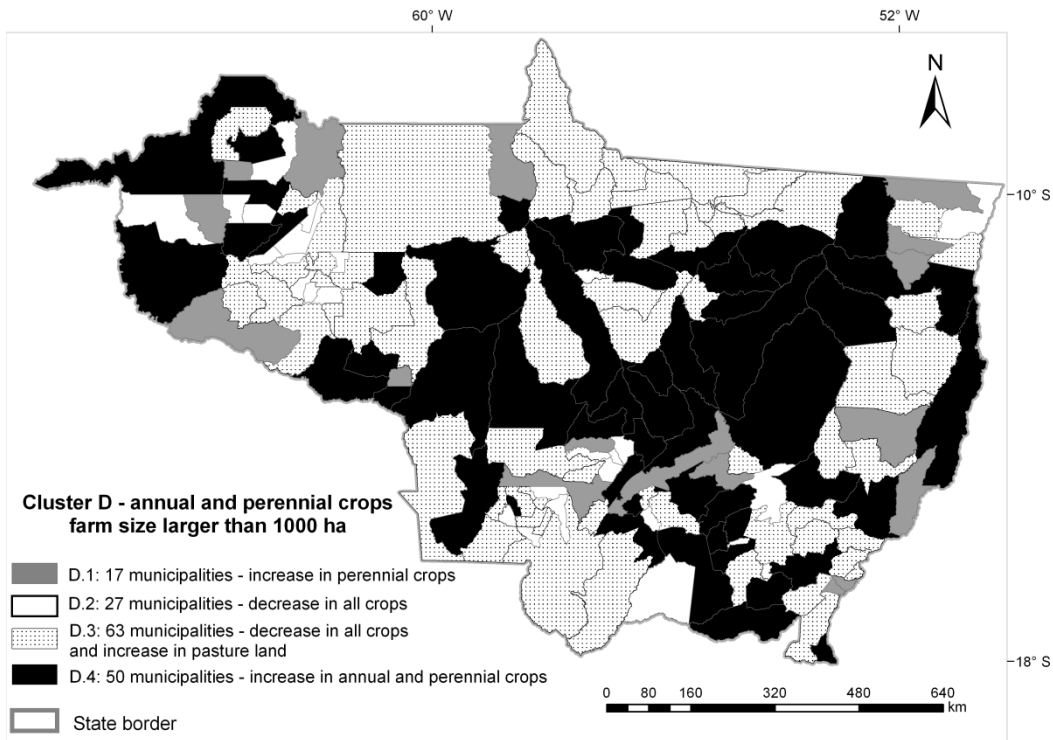 60° W
52° W
N
10° S
Cluster D - annual and perennial crops
farm size larger than 1000 ha
D.1: 17 municipalities - increase in perennial crops
D.2: 27 municipalities - decrease in all crops
D.3: 63 municipalities - decrease in all crops
and increase in pasture land
D.4: 50 municipalities - increase in annual and perennial crops
State border
18° S
0 80 160 320 480 640
km